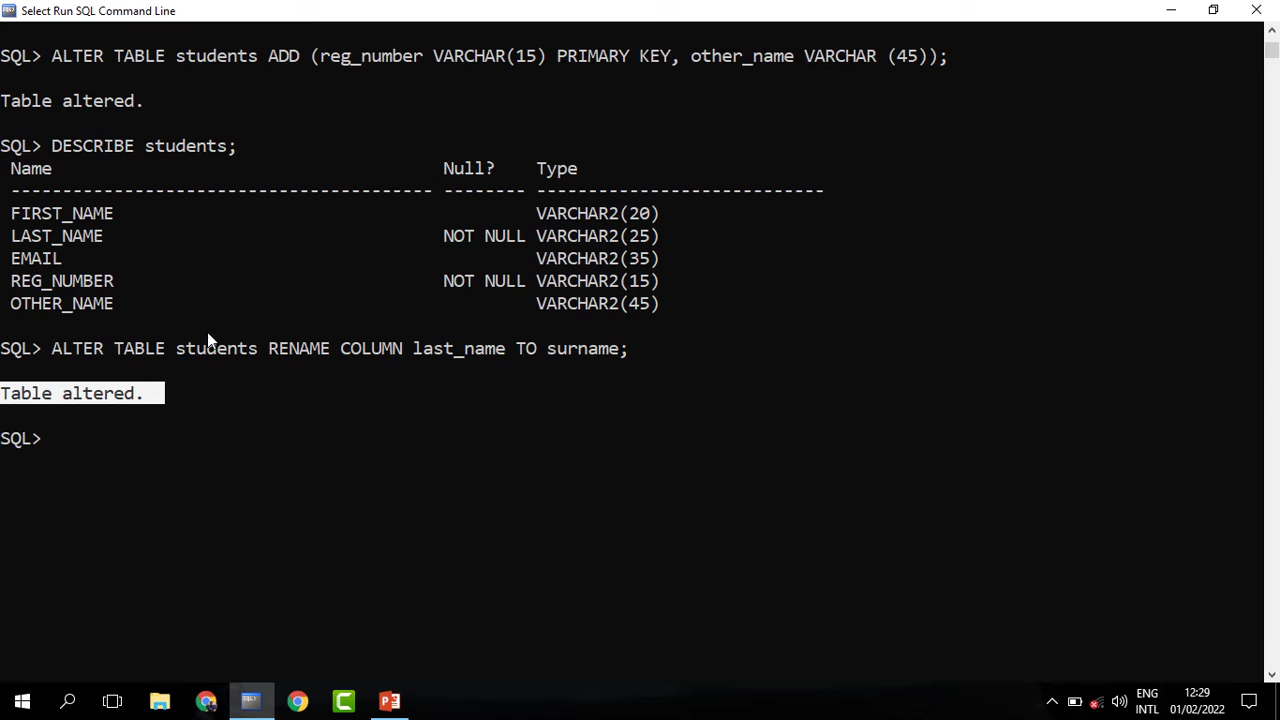 Select Run SQL Command Line
SQL> ALTER TABLE students ADD (reg_number VARCHAR(15) PRIMARY KEY, other_name VARCHAR (45));
Table altered.
SQL> DESCRIBE students;
Name Null? Type
----------------------------------------- -------- ----------------------------
FIRST_NAME VARCHAR2(20)
LAST_NAME NOT NULL VARCHAR2(25)
EMAIL VARCHAR2(35)
REG_NUMBER NOT NULL VARCHAR2(15)
OTHER_NAME VARCHAR2(45)
SQL> ALTER TABLE students RENAME COLUMN last_name TO surname;
Table altered.
SQL>
ENG 12:29
INTL 01/02/2022